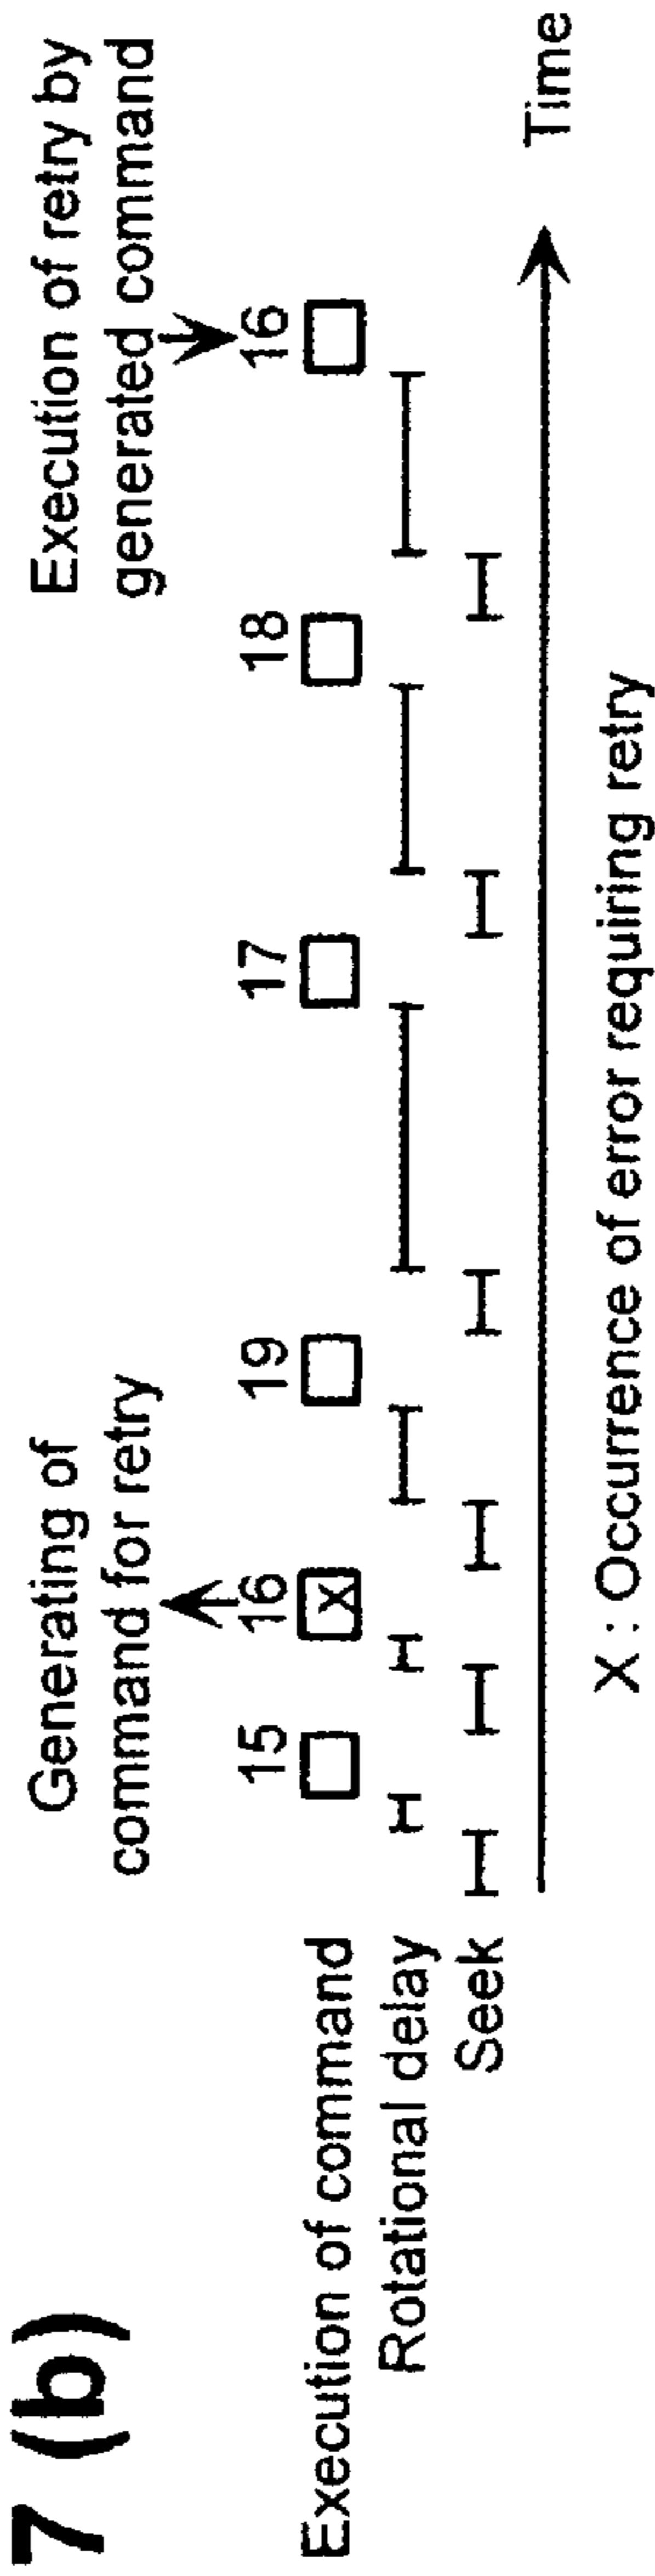 7 (b)
Generating of
command for retry
Execution of retry by
generated command
15
16
19
17
18
16
X
Execution of command
Rotational delay
Seek
Time
X : Occurrence of error requiring retry